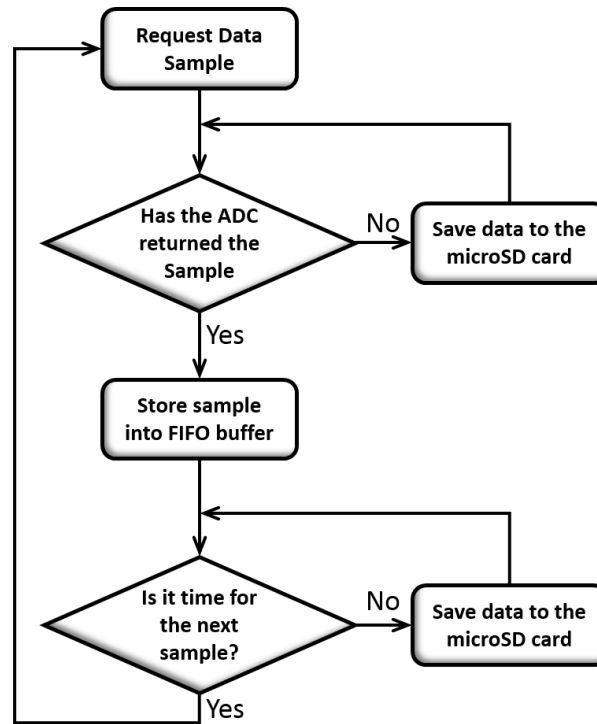 Request Data
Sample
Has the ADC
returned the
Sample
No
Save data to the
microSD card
Yes
Store sample
into FIFO buffer
Is it time for
the next
sample?
No
Save data to the
microSD card
Yes